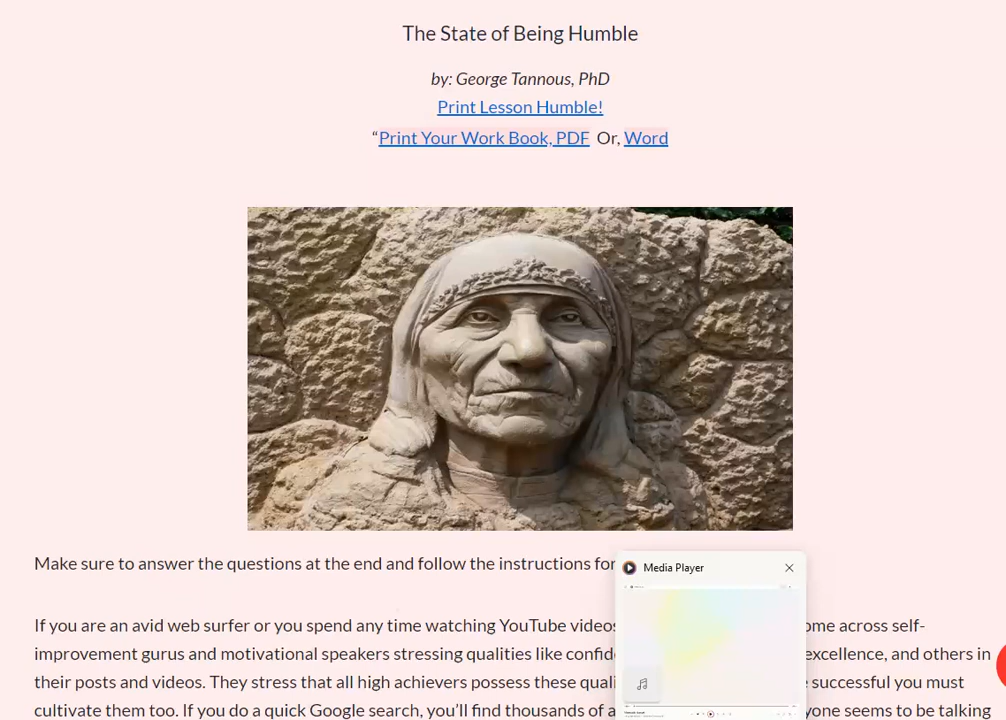 The State of Being Humble
by: George Tannous, PhD
Print Lesson Humble!
“Print Your Work Book, PDF Or, Word
Make sure to answer the questions at the end and follow the instructions for
Media Player
If you are an avid web surfer or you spend any time watching YouTube videos ome across self-
improvement gurus and motivational speakers stressing qualities like confid excellence, and others in
their posts and videos. They stress that all high achievers possess these quali successful you must
cultivate them too. If you do a quick Google search, you’ll find thousands of a yone seems to be talking